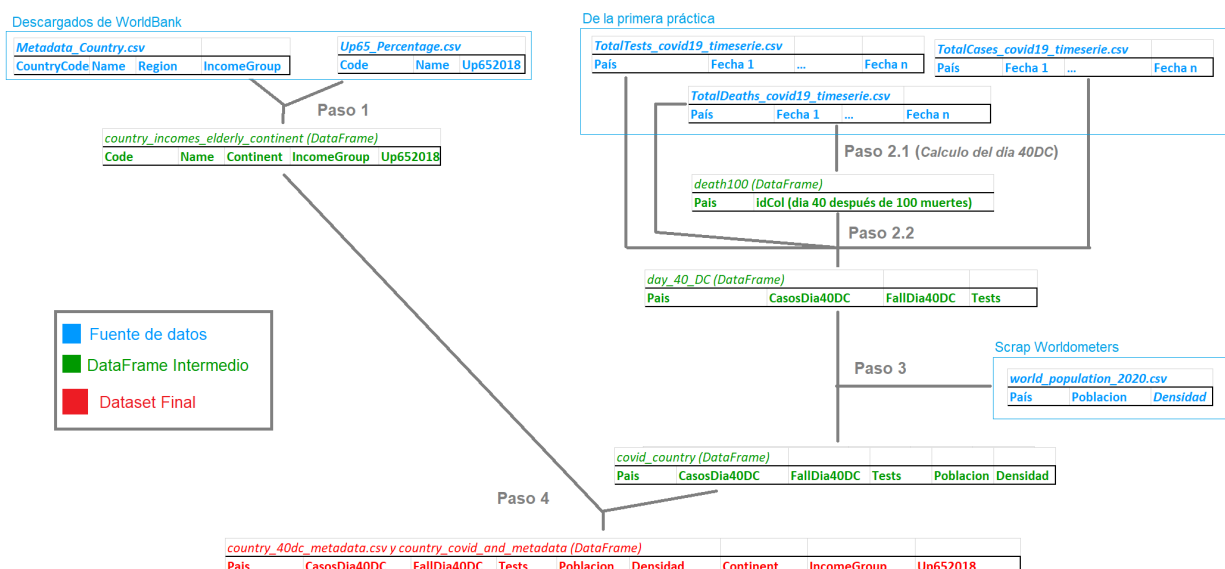 Descargados de WorldBank
Metadata_Country.csv
CountryCode Name Region IncomeGroup
Up65_Percentage.csv
Code Name Up652018
De la primera práctica
TotalTests_covid19_timeserie.csv
País Fecha 1 ... Fecha n
TotalCases_covid19_timeserie.csv
País Fecha 1 ... Fecha n
TotalDeaths_covid19_timeserie.csv
País Fecha 1 ... Fecha n
Paso 1
country_incomes_elderly_continent (DataFrame)
Code Name Continent IncomeGroup Up652018
Paso 2.1 (Calculo del dia 40DC)
death100 (DataFrame)
Pais idCol (dia 40 después de 100 muertes)
Paso 2.2
day_40_DC (DataFrame)
Pais CasosDia40DC FallDia40DC Tests
Fuente de datos
DataFrame Intermedio
Dataset Final
Paso 3
Scrap Worldometers
world_population_2020.csv
País Poblacion Densidad
covid_country (DataFrame)
Pais CasosDia40DC FallDia40DC Tests Poblacion Densidad
Paso 4
country_40dc_metadata.csv y country_covid_and_metadata (DataFrame)
Pais CasosDia40DC FallDia40DC Tests Poblacion Densidad Continent IncomeGroup Up652018